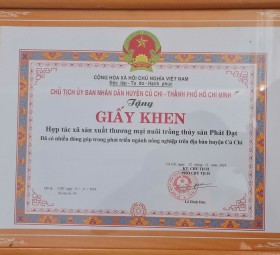 CỘNG HÒA XÃ HỘI CHỦ NGHĨA VIỆT NAM
Độc lập - Tự do - Hạnh phúc
CHỦ TỊCH ỦY BAN NHÂN DÂN HUYỆN CỦ CHI - THÀNH PHỐ HỒ CHÍ MINH
Tặng
GIẤY KHEN
Hợp tác xã sản xuất thương mại nuôi trồng thủy sản Phát Đạt
Đã có nhiều đóng góp trong phát triển ngành nông nghiệp trên địa bàn huyện Củ Chi
KT. CHỦ TỊCH
PHÓ CHỦ TỊCH
Lê Đình Đức